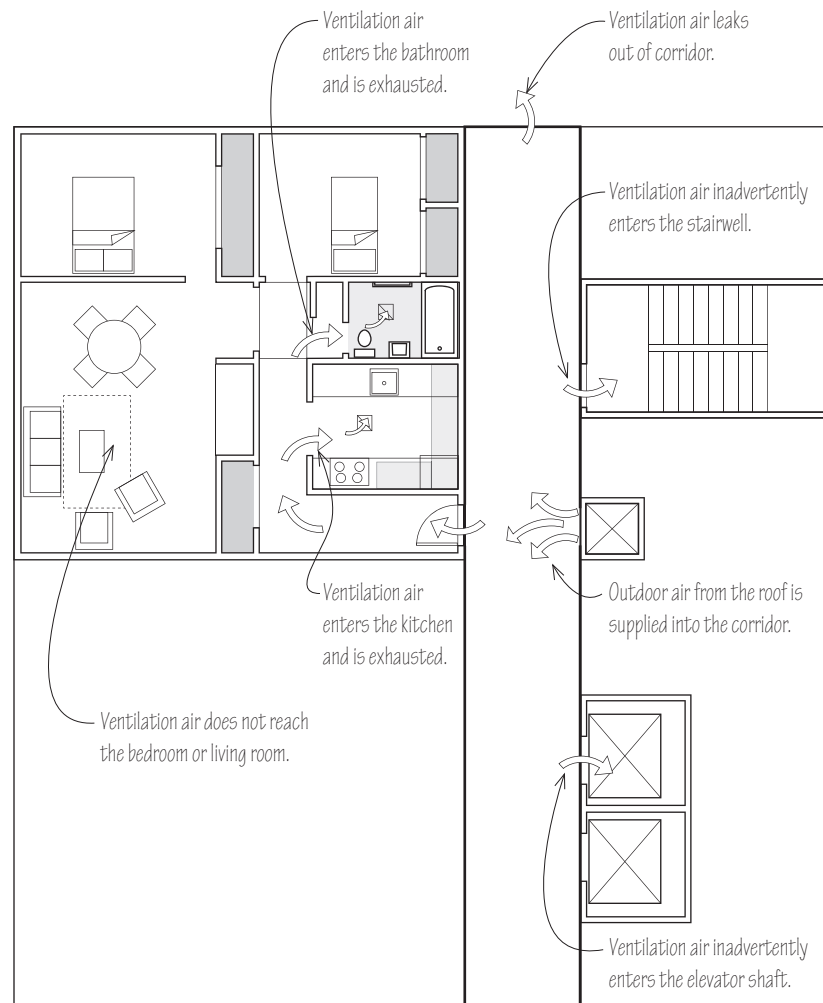 Ventilation air
enters the bathroom
and is exhausted.
Ventilation air leaks
out of corridor.
Ventilation air inadvertently
enters the stairwell.
Outdoor air from the roof is
supplied into the corridor.
Ventilation air
enters the kitchen
and is exhausted.
Ventilation air does not reach
the bedroom or living room.
Ventilation air inadvertently
enters the elevator shaft.